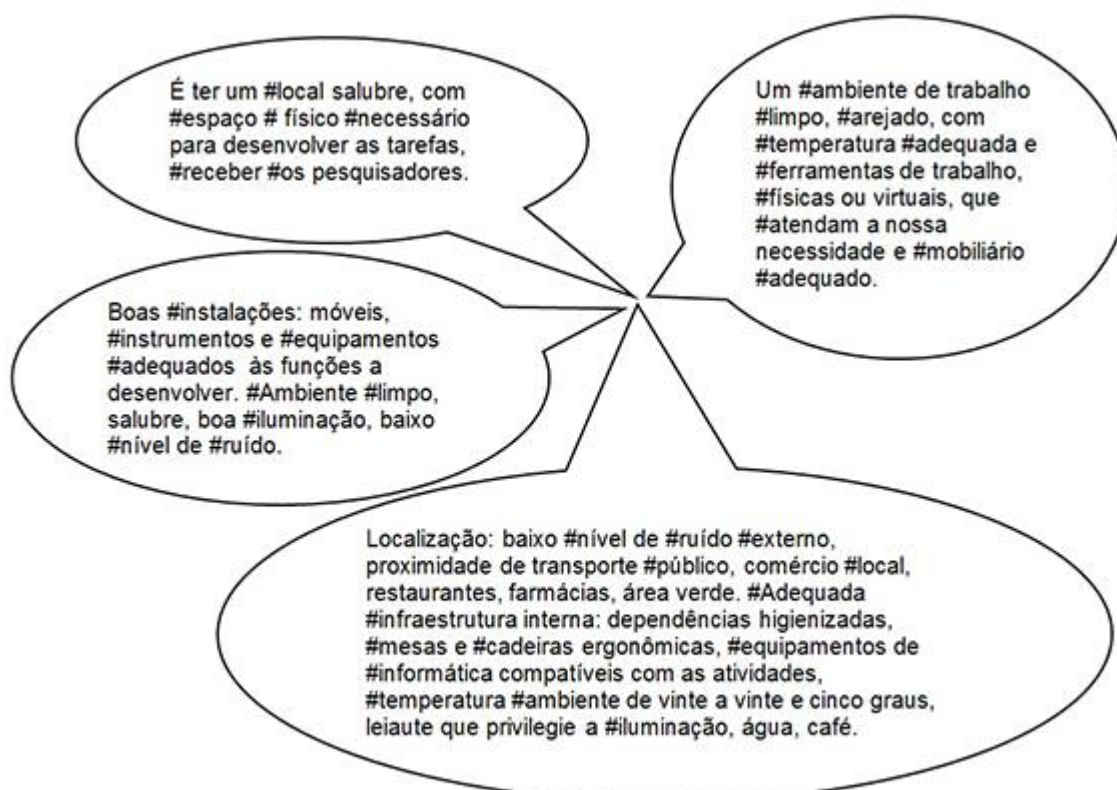 É ter um #local salubre, com
#espaço # físico #necessário
para desenvolver as tarefas,
#receber #os pesquisadores.
Um #ambiente de trabalho
#limpo, #arejado, com
#temperatura #adequada e
#ferramentas de trabalho,
#físicas ou virtuais, que
#atendam a nossa
necessidade e #mobiliário
#adequado.
Boas #instalações: móveis,
#instrumentos e #equipamentos
#adequados às funções a
desenvolver. #Ambiente #limpo,
salubre, boa #iluminação, baixo
#nível de #ruído.
Localização: baixo #nível de #ruído #externo,
proximidade de transporte #público, comércio #local,
restaurantes, farmácias, área verde. #Adequada
#infraestrutura interna: dependências higienizadas,
#mesas e #cadeiras ergonômicas, #equipamentos de
#informática compatíveis com as atividades,
#temperatura #ambiente de vinte a vinte e cinco graus,
leiaute que privilegie a #iluminação, água, café.